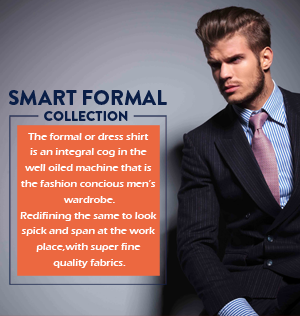 SMART FORMAL
COLLECTION
The formal or dress shirt
is an integral cog in the
well oiled machine that is
the fashion concious men's
wardrobe.
Redifining the same to look
spick and span at the work
place,with super fine
quality fabrics.